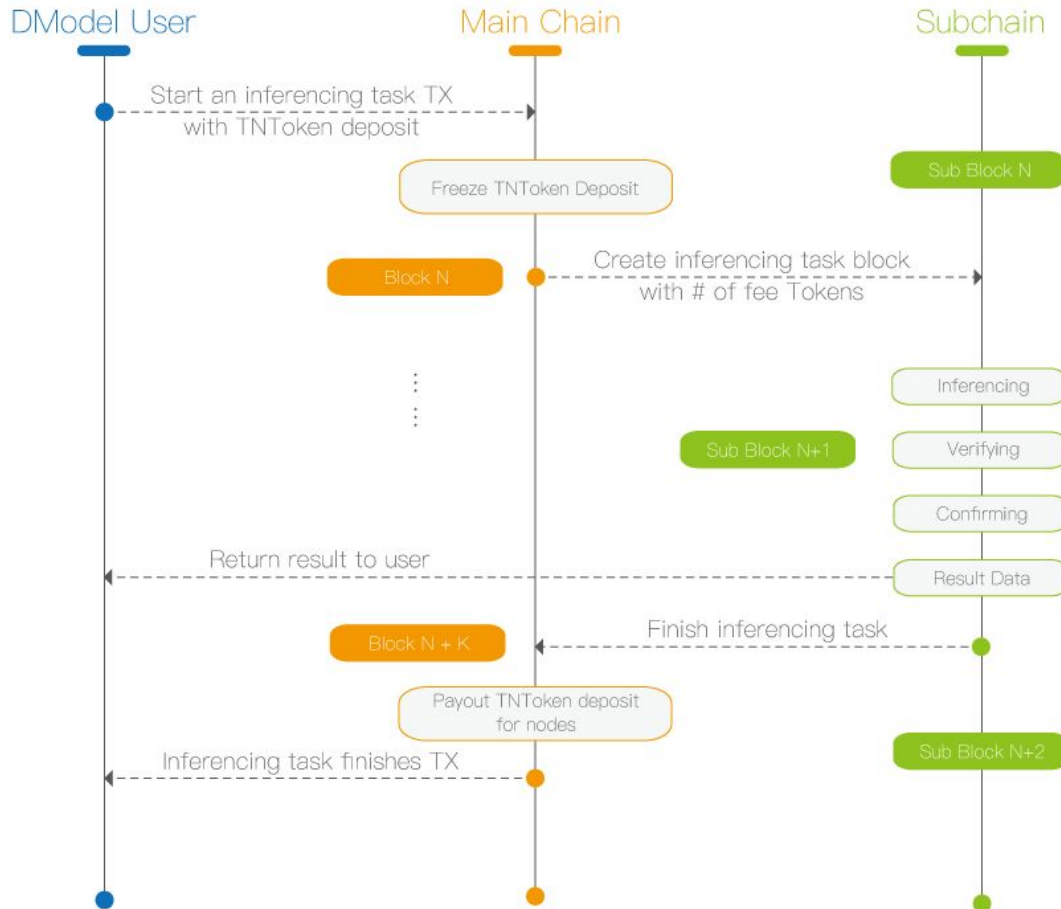 DModel User
Main Chain
Subchain
Start an inferencing task TX
with TNToken deposit
Sub Block N
Freeze TNToken Deposit
Create inferencing task block
Block N
with # of fee Tokens
Inferencing
Sub Block N+1
Verifying
Confirming
Return result to user
Result Data
Finish inferencing task
Block N + K
Payout TNToken deposit
for nodes
Sub Block N+2
Inferencing task finishes TX